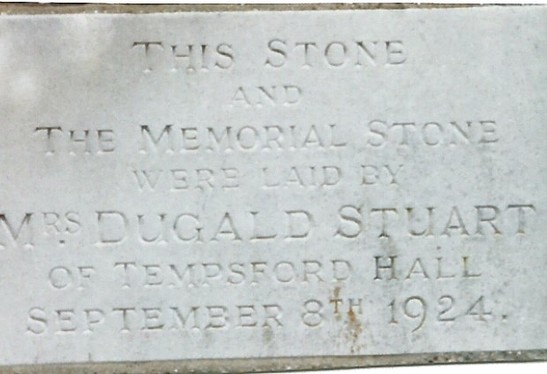 THIS STONE
AND
THE MEMORIAL STONE
WERE LAID BY
MRS. DUGALD STUART
OF TEMPSFORD HALL
SEPTEMBER 8TH 1924.